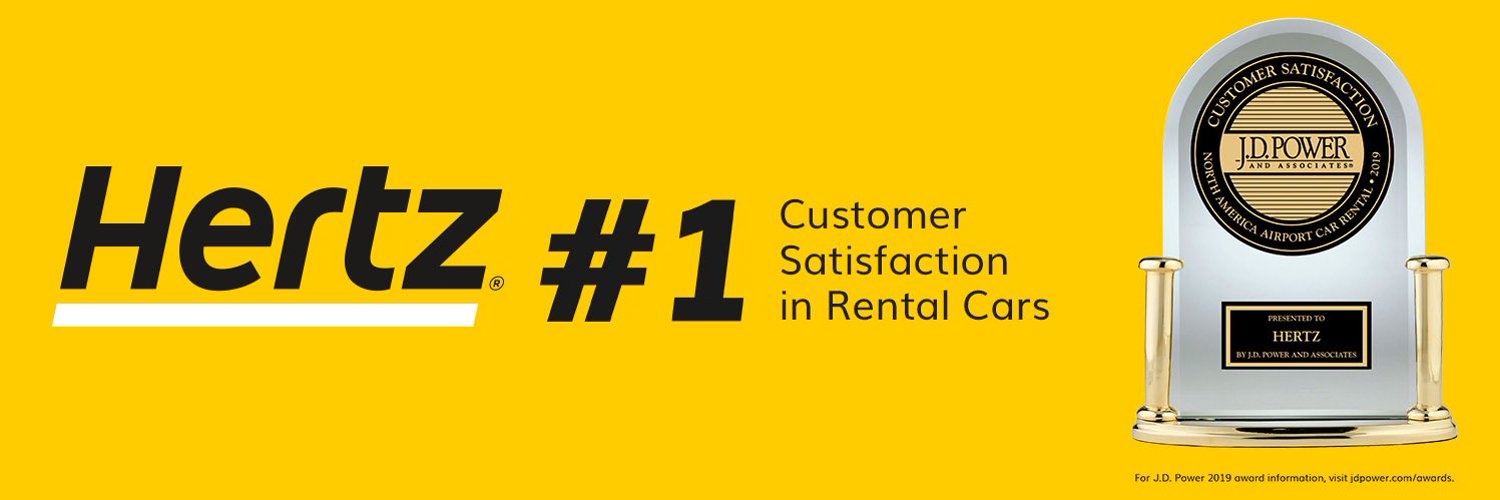 Hertz®
#1
Customer
Satisfaction
in Rental Cars
CUSTOMER SATISFACTION
J.D. POWER
AND ASSOCIATES®
NORTH AMERICA AIRPORT CAR RENTAL • 2019
PRESENTED TO
HERTZ
BY J.D. POWER AND ASSOCIATES
For J.D. Power 2019 award information, visit jdpower.com/awards.